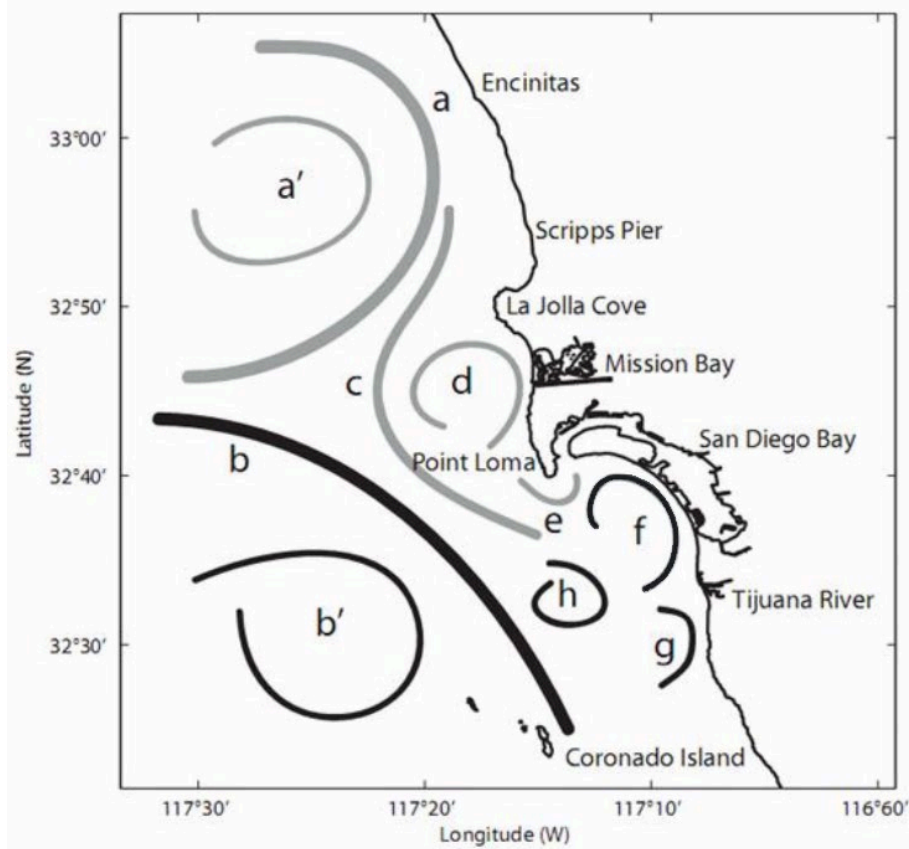 Encinitas
a
33°00′
a′
Scripps Pier
32°50′
La Jolla Cove
Mission Bay
c
d
San Diego Bay
b
Point Loma
32°40′
e
f
h
Tijuana River
b′
g
32°30′
Coronado Island
117°30′
117°20′
117°10′
116°60′
Longitude (W)
Latitude (N)